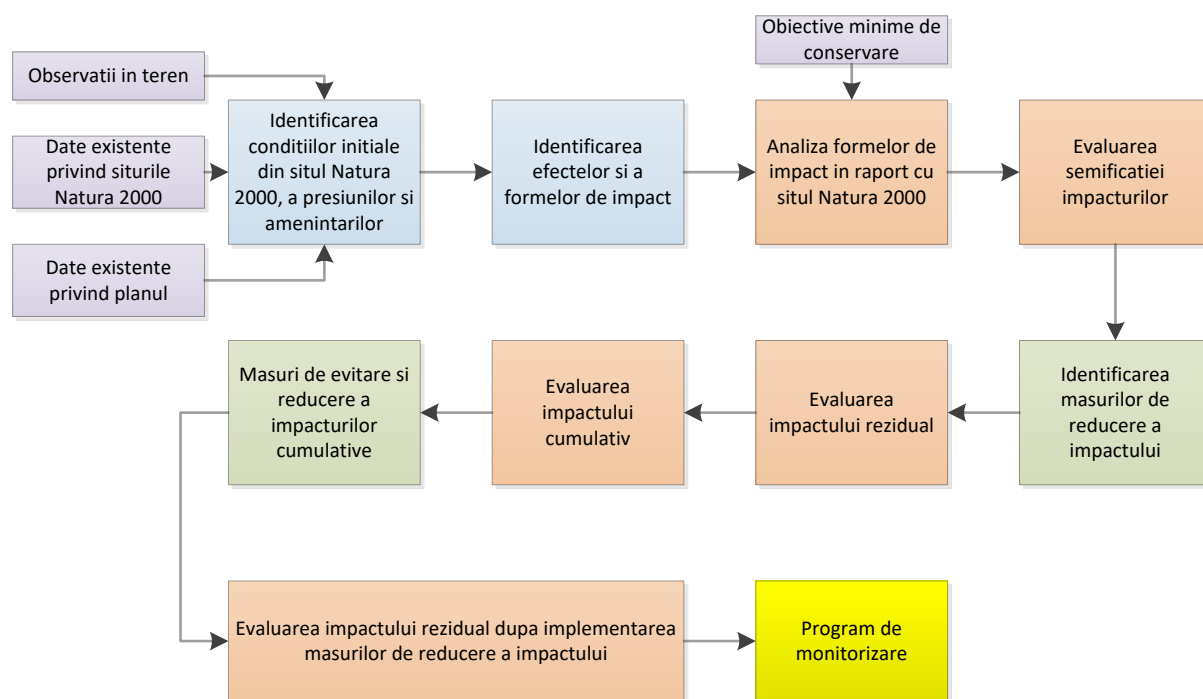 Observatii in teren
Date existente
privind siturile
Natura 2000
Date existente
privind planul
Identificarea
conditiilor initiale
din situl Natura
2000, a presiunilor si
amenintarilor
Identificarea
efectelor si a
formelor de impact
Obiective minime de
conservare
Analiza formelor de
impact in raport cu
situl Natura 2000
Evaluarea
semificatiei
impacturilor
Identificarea
masurilor de
reducere a
impactului
Evaluarea
impactului rezidual
Evaluarea
impactului
cumulativ
Masuri de evitare si
reducere a
impacturilor
cumulative
Evaluarea impactului rezidual dupa implementarea
masurilor de reducere a impactului
Program de
monitorizare